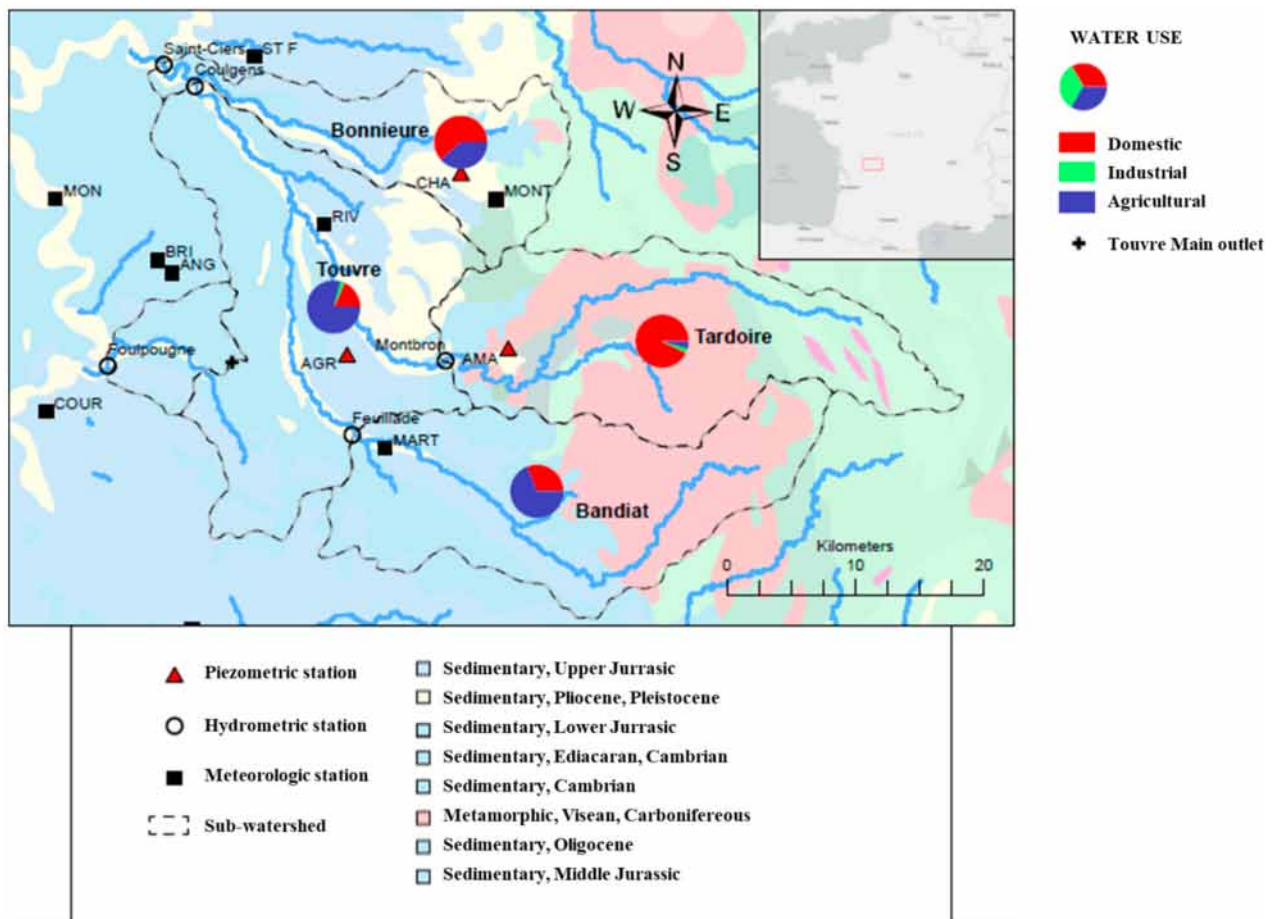 Saint-Ciers
ST F
Coulgens
Bonnieure
CHA
MONT
MON
RIV
BRI
ANG
Touvre
Foulpougne
AGR
Montbron
AMA
Tardoire
COUR
Feuillade
MART
Bandiat
N
W
E
S
Kilometers
0
10
20
WATER USE
Domestic
Industrial
Agricultural
Touvre Main outlet
Piezometric station
Hydrometric station
Meteorologic station
Sub-watershed
Sedimentary, Upper Jurrasic
Sedimentary, Pliocene, Pleistocene
Sedimentary, Lower Jurrasic
Sedimentary, Ediacaran, Cambrian
Sedimentary, Cambrian
Metamorphic, Visean, Carbonifereous
Sedimentary, Oligocene
Sedimentary, Middle Jurassic